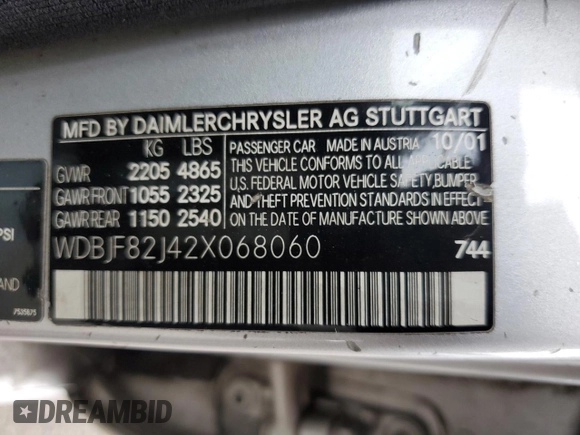 MFD BY DAIMLERCHRYSLER AG STUTTGART
KG LBS
GVWR 2205 4865
GAWR FRONT 1055 2325
GAWR REAR 1150 2540
PASSENGER CAR MADE IN AUSTRIA 10/01
THIS VEHICLE CONFORMS TO ALL APPLICABLE
U.S. FEDERAL MOTOR VEHICLE SAFETY, BUMPER
AND THEFT PREVENTION STANDARDS IN EFFECT
ON THE DATE OF MANUFACTURE SHOWN ABOVE
WDBJF82J42X068060 744
PSI
AND
DREAMBID